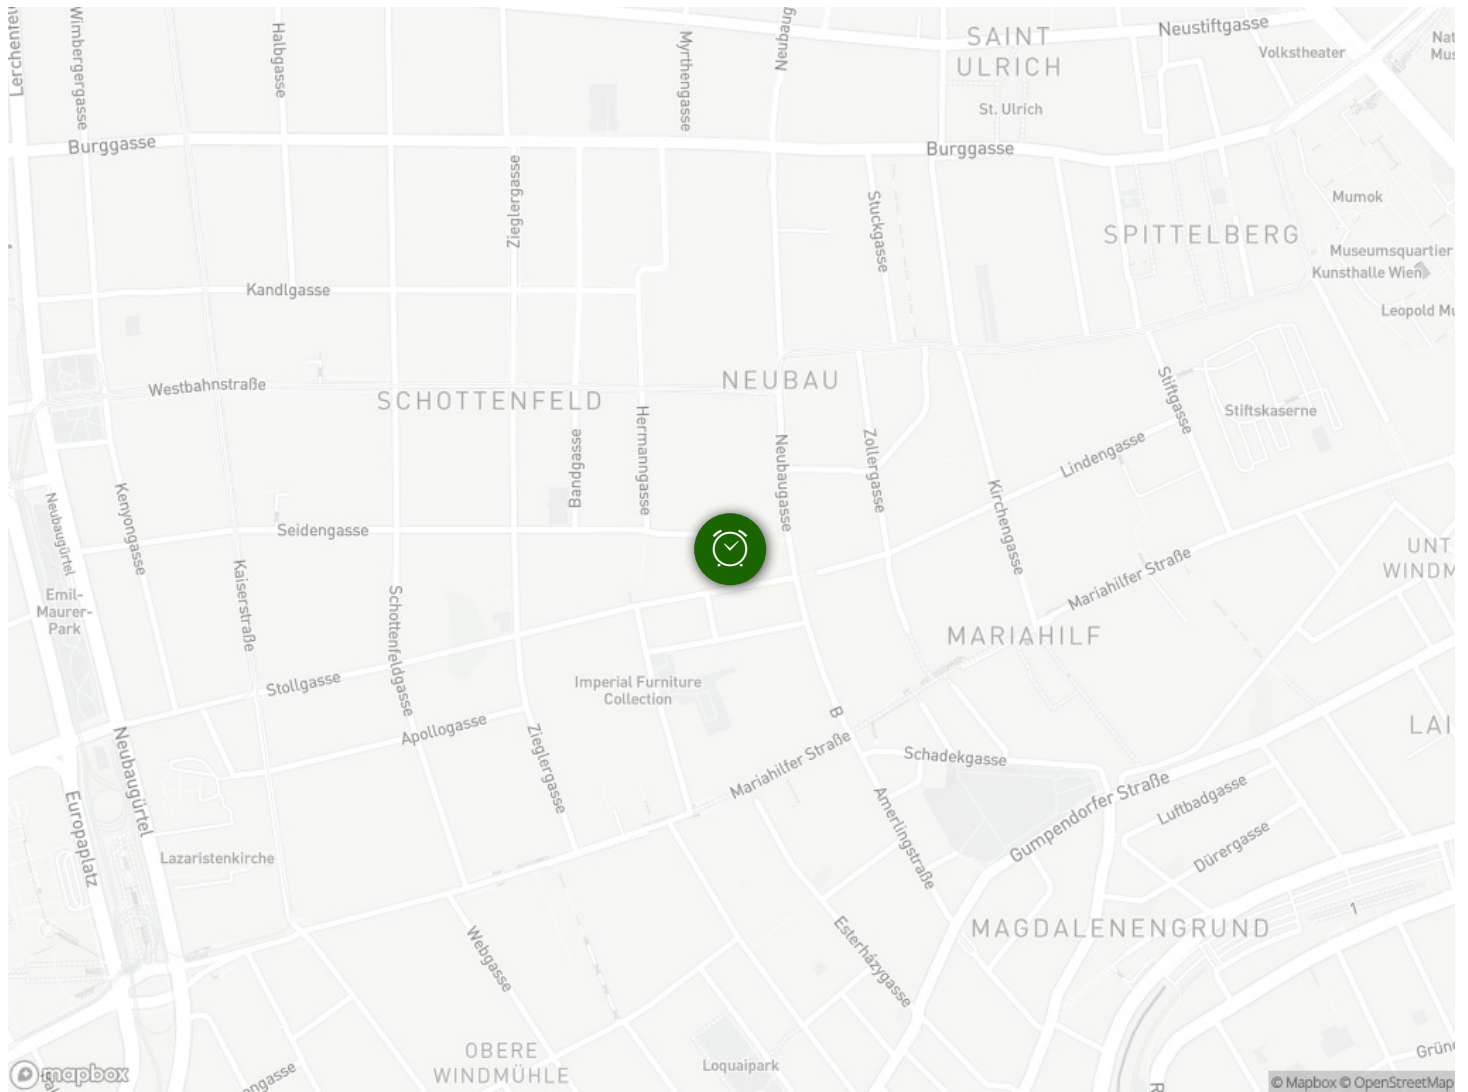 Lerchenfel
Wimbergergasse
Halbgasse
Myrthengasse
Neubaug
SAINT
ULRICH
Neustiftgasse
Volkstheater
Nat
Mus
St. Ulrich
Burggasse
Burggasse
Zieglergasse
Stuckgasse
Mumok
SPITTELBERG
Museumsquartier
Kunsthalle Wien
Leopold Mu
Kandlgasse
Westbahnstraße
SCHOTTENFELD
NEUBAU
Stiftgasse
Stiftskaserne
Hermanngasse
Bandgasse
Neubaugasse
Zollergasse
Lindengasse
Kirchengasse
Kenyongasse
Neubaugürtel
Seidengasse
Kaiserstraße
Schottenfeldgasse
Emil-
Maurer-
Park
Mariahilfer Straße
UNT
WINDM
MARIAHILF
Stollgasse
Imperial Furniture
Collection
Apollogasse
Zieglergasse
B
LAI
Neubaugürtel
Europaplatz
Mariahilfer Straße
Schadekgasse
Amerlingstraße
Gumpendorfer Straße
Luftbadgasse
Dürergasse
Lazaristenkirche
1
MAGDALENENGRUND
Webgasse
Esterházygasse
OBERE
WINDMÜHLE
Loquaipark
Grün
ongasse
R
mapbox
© Mapbox © OpenStreetMap